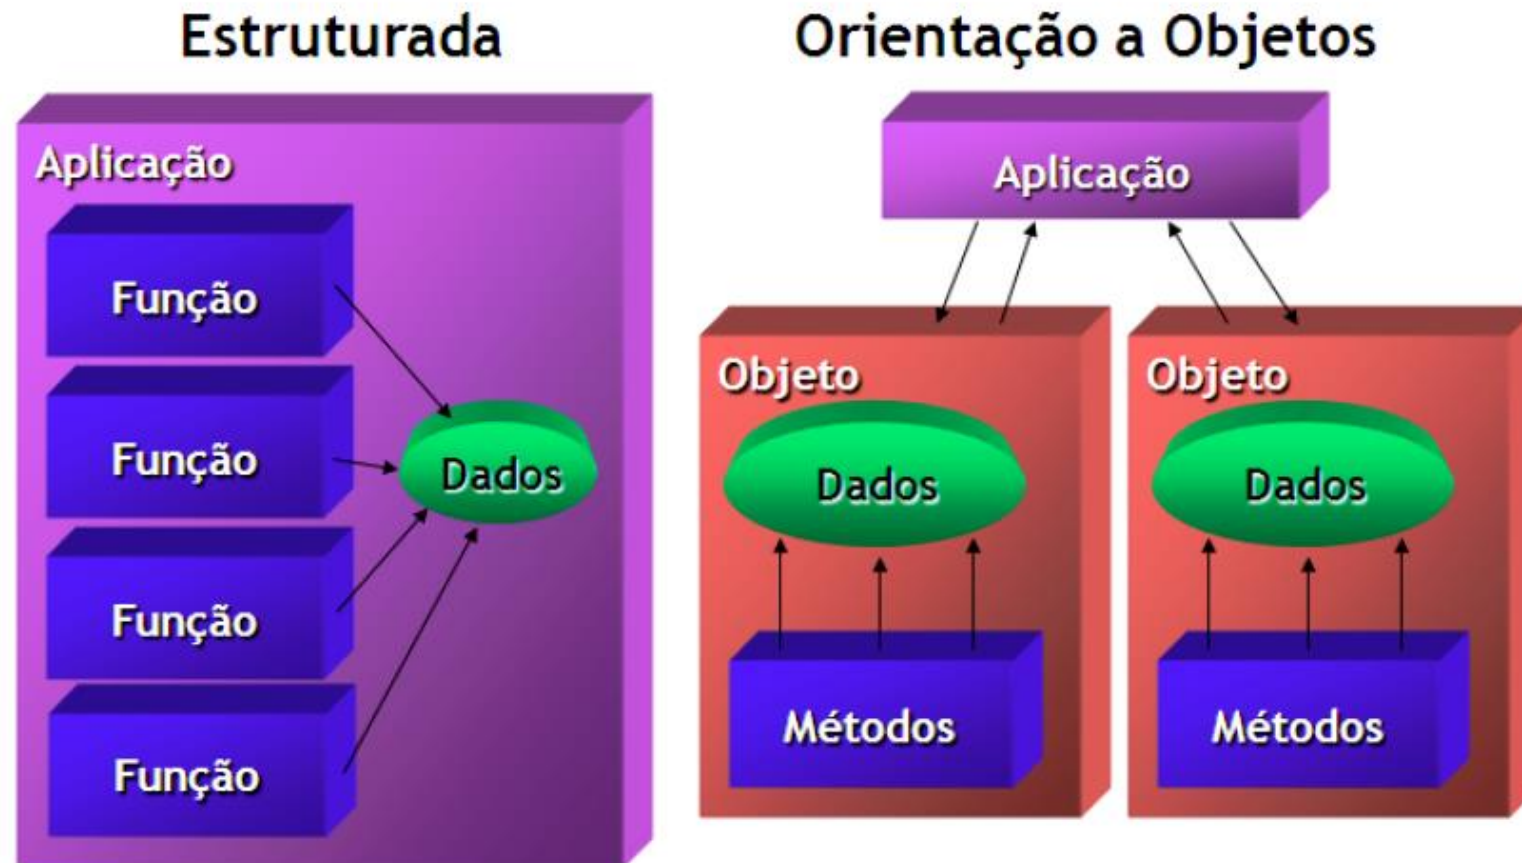 Estruturada
Aplicação
Função
Função
Função
Função
Dados
Orientação a Objetos
Aplicação
Objeto
Dados
Métodos
Objeto
Dados
Métodos